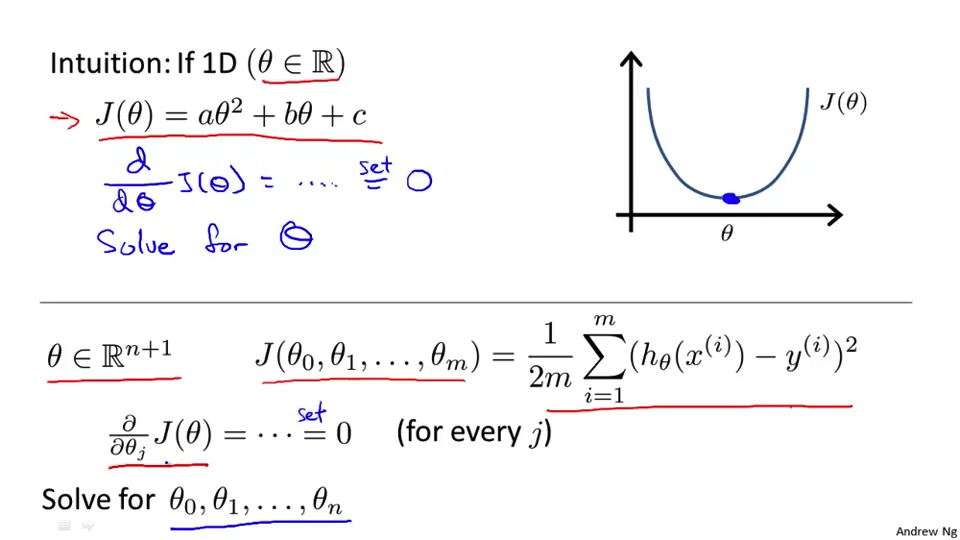 Intuition: If 1D (θ ∈ ℝ)
→ J(θ) = aθ² + bθ + c
d/dθ J(θ) = .... set = 0
Solve for θ
J(θ)
θ
θ ∈ ℝⁿ⁺¹ J(θ₀, θ₁, . . . , θₘ) = 1/2m ∑ᵢ₌₁ᵐ (h_θ(x⁽ⁱ⁾) − y⁽ⁱ⁾)²
∂/∂θⱼ J(θ) = ··· set = 0 (for every j)
Solve for θ₀, θ₁, . . . , θₙ
Andrew Ng